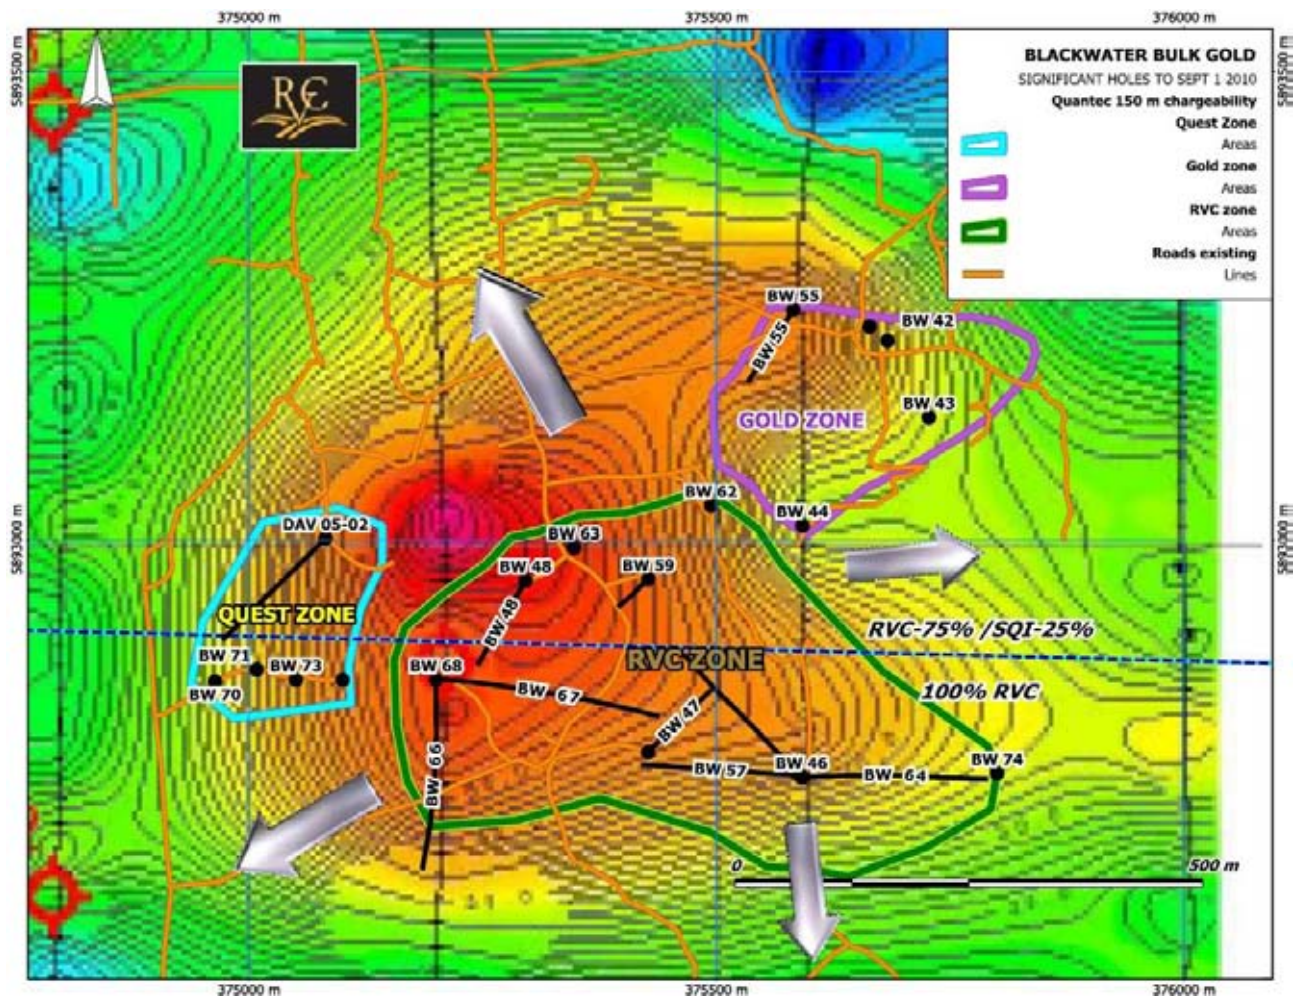 375000 m
375500 m
376000 m
5893500 m
5893500 m
RVC
BLACKWATER BULK GOLD
SIGNIFICANT HOLES TO SEPT 1 2010
Quantec 150 m chargeability
Quest Zone
Areas
Gold zone
Areas
RVC zone
Areas
Roads existing
Lines
BW 55
BW 42
BW 55
BW 43
GOLD ZONE
BW 62
BW 44
DAV 05-02
5893000 m
5893000 m
BW 63
BW 48
BW 59
QUEST ZONE
BW 48
RVC-75% /SQI-25%
BW 71
BW 73
BW 68
RVC ZONE
BW 70
BW 67
100% RVC
BW 47
BW 66
BW 57
BW 46
BW 64
BW 74
0
500 m
375000 m
375500 m
376000 m